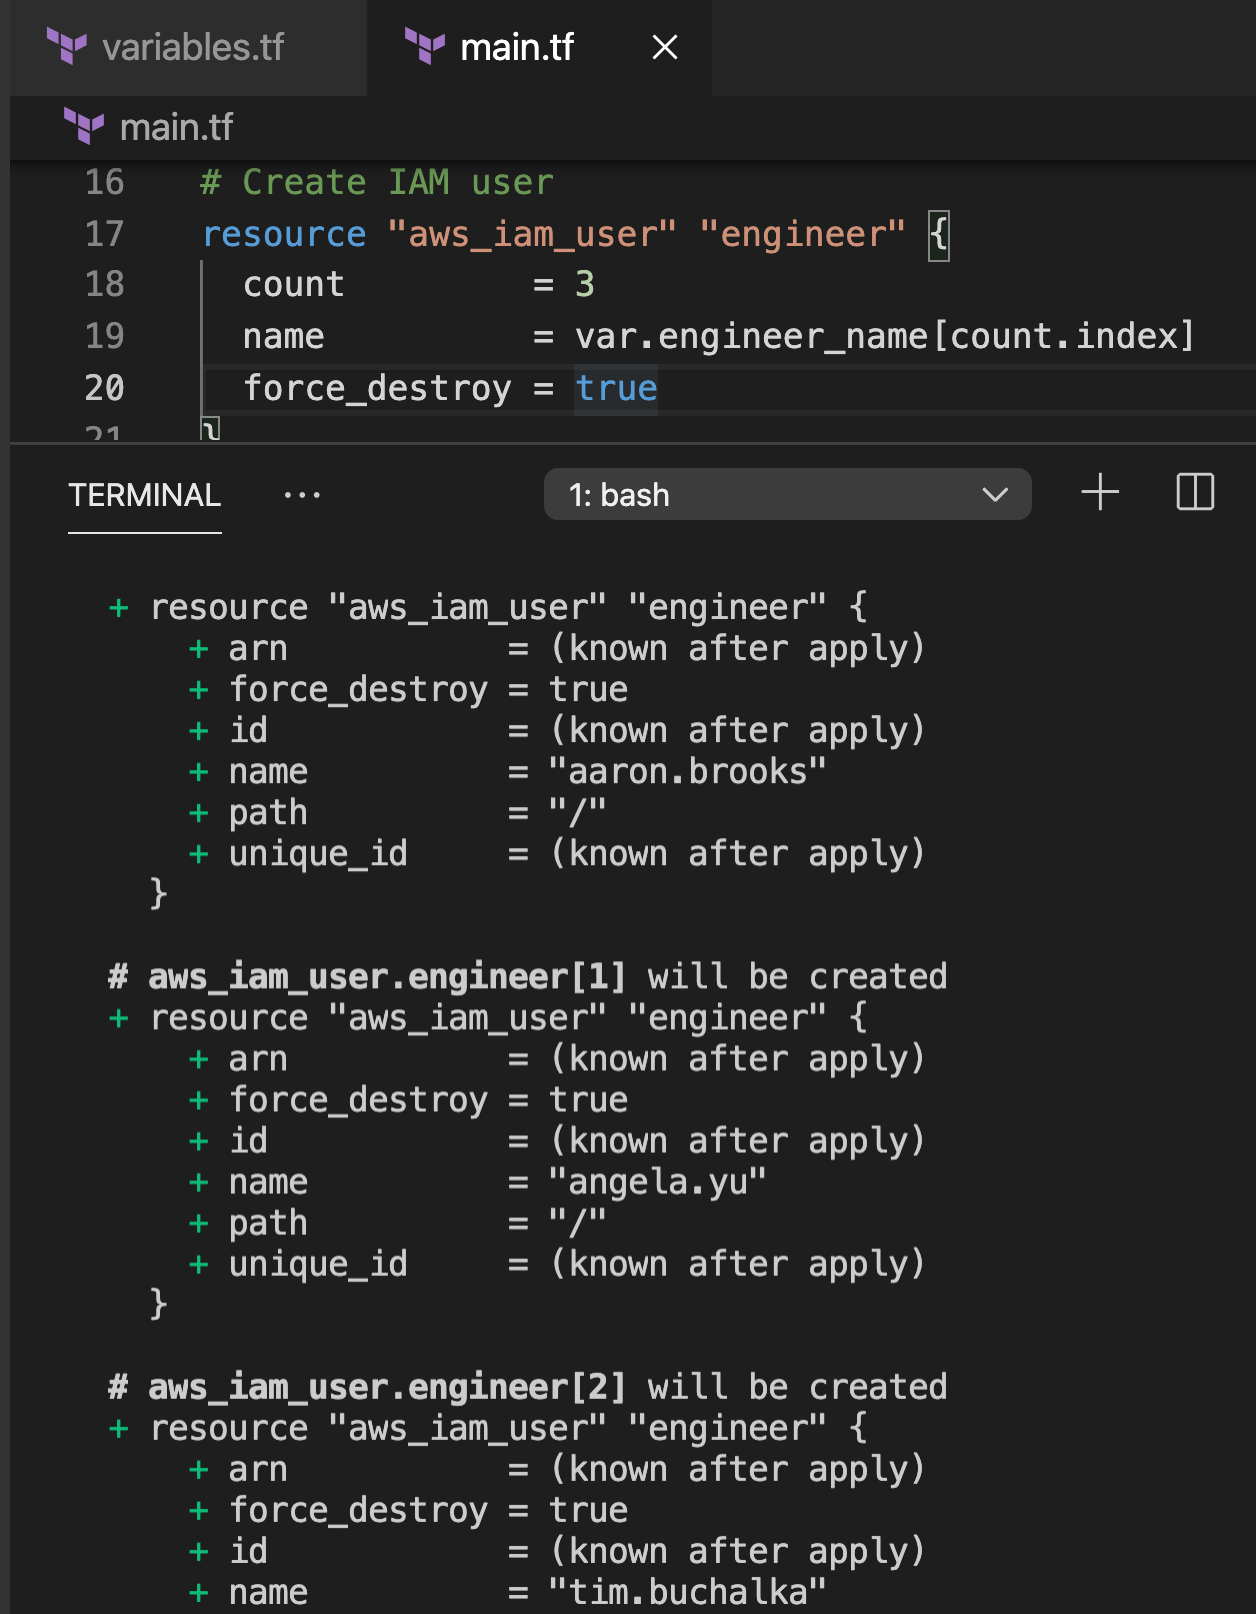 variables.tf
main.tf
main.tf
16 # Create IAM user
17 resource "aws_iam_user" "engineer" {
18 count = 3
19 name = var.engineer_name[count.index]
20 force_destroy = true
21 }
TERMINAL ... 1: bash
+ resource "aws_iam_user" "engineer" {
+ arn = (known after apply)
+ force_destroy = true
+ id = (known after apply)
+ name = "aaron.brooks"
+ path = "/"
+ unique_id = (known after apply)
}
# aws_iam_user.engineer[1] will be created
+ resource "aws_iam_user" "engineer" {
+ arn = (known after apply)
+ force_destroy = true
+ id = (known after apply)
+ name = "angela.yu"
+ path = "/"
+ unique_id = (known after apply)
}
# aws_iam_user.engineer[2] will be created
+ resource "aws_iam_user" "engineer" {
+ arn = (known after apply)
+ force_destroy = true
+ id = (known after apply)
+ name = "tim.buchalka"